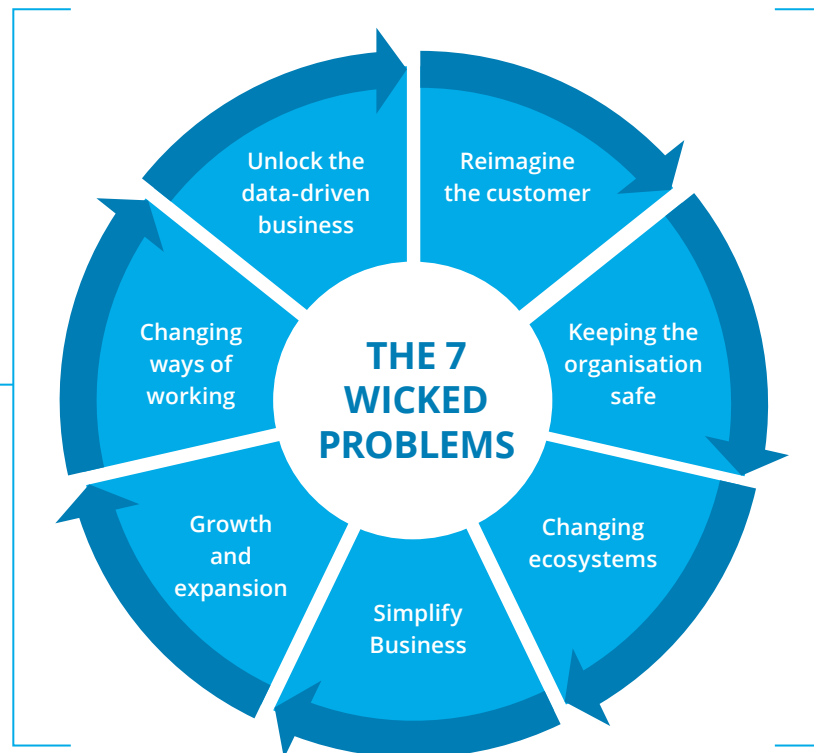 THE 7
WICKED
PROBLEMS
Reimagine
the customer
Keeping the
organisation
safe
Changing
ecosystems
Simplify
Business
Growth
and
expansion
Changing
ways of
working
Unlock the
data-driven
business